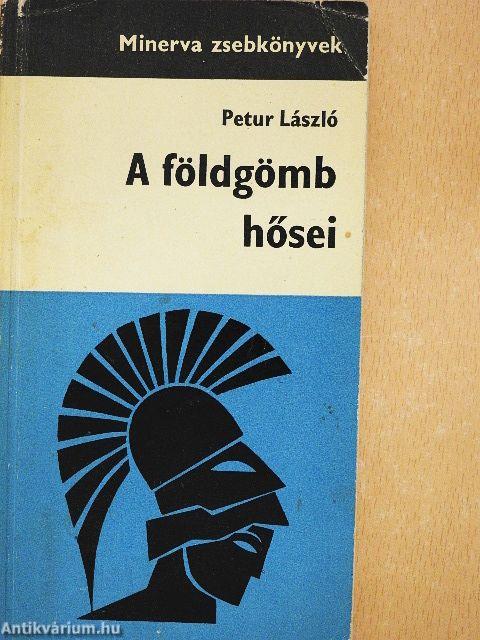 Minerva zsebkönyvek
Petur László
A földgömb
hősei
Antikvárium.hu